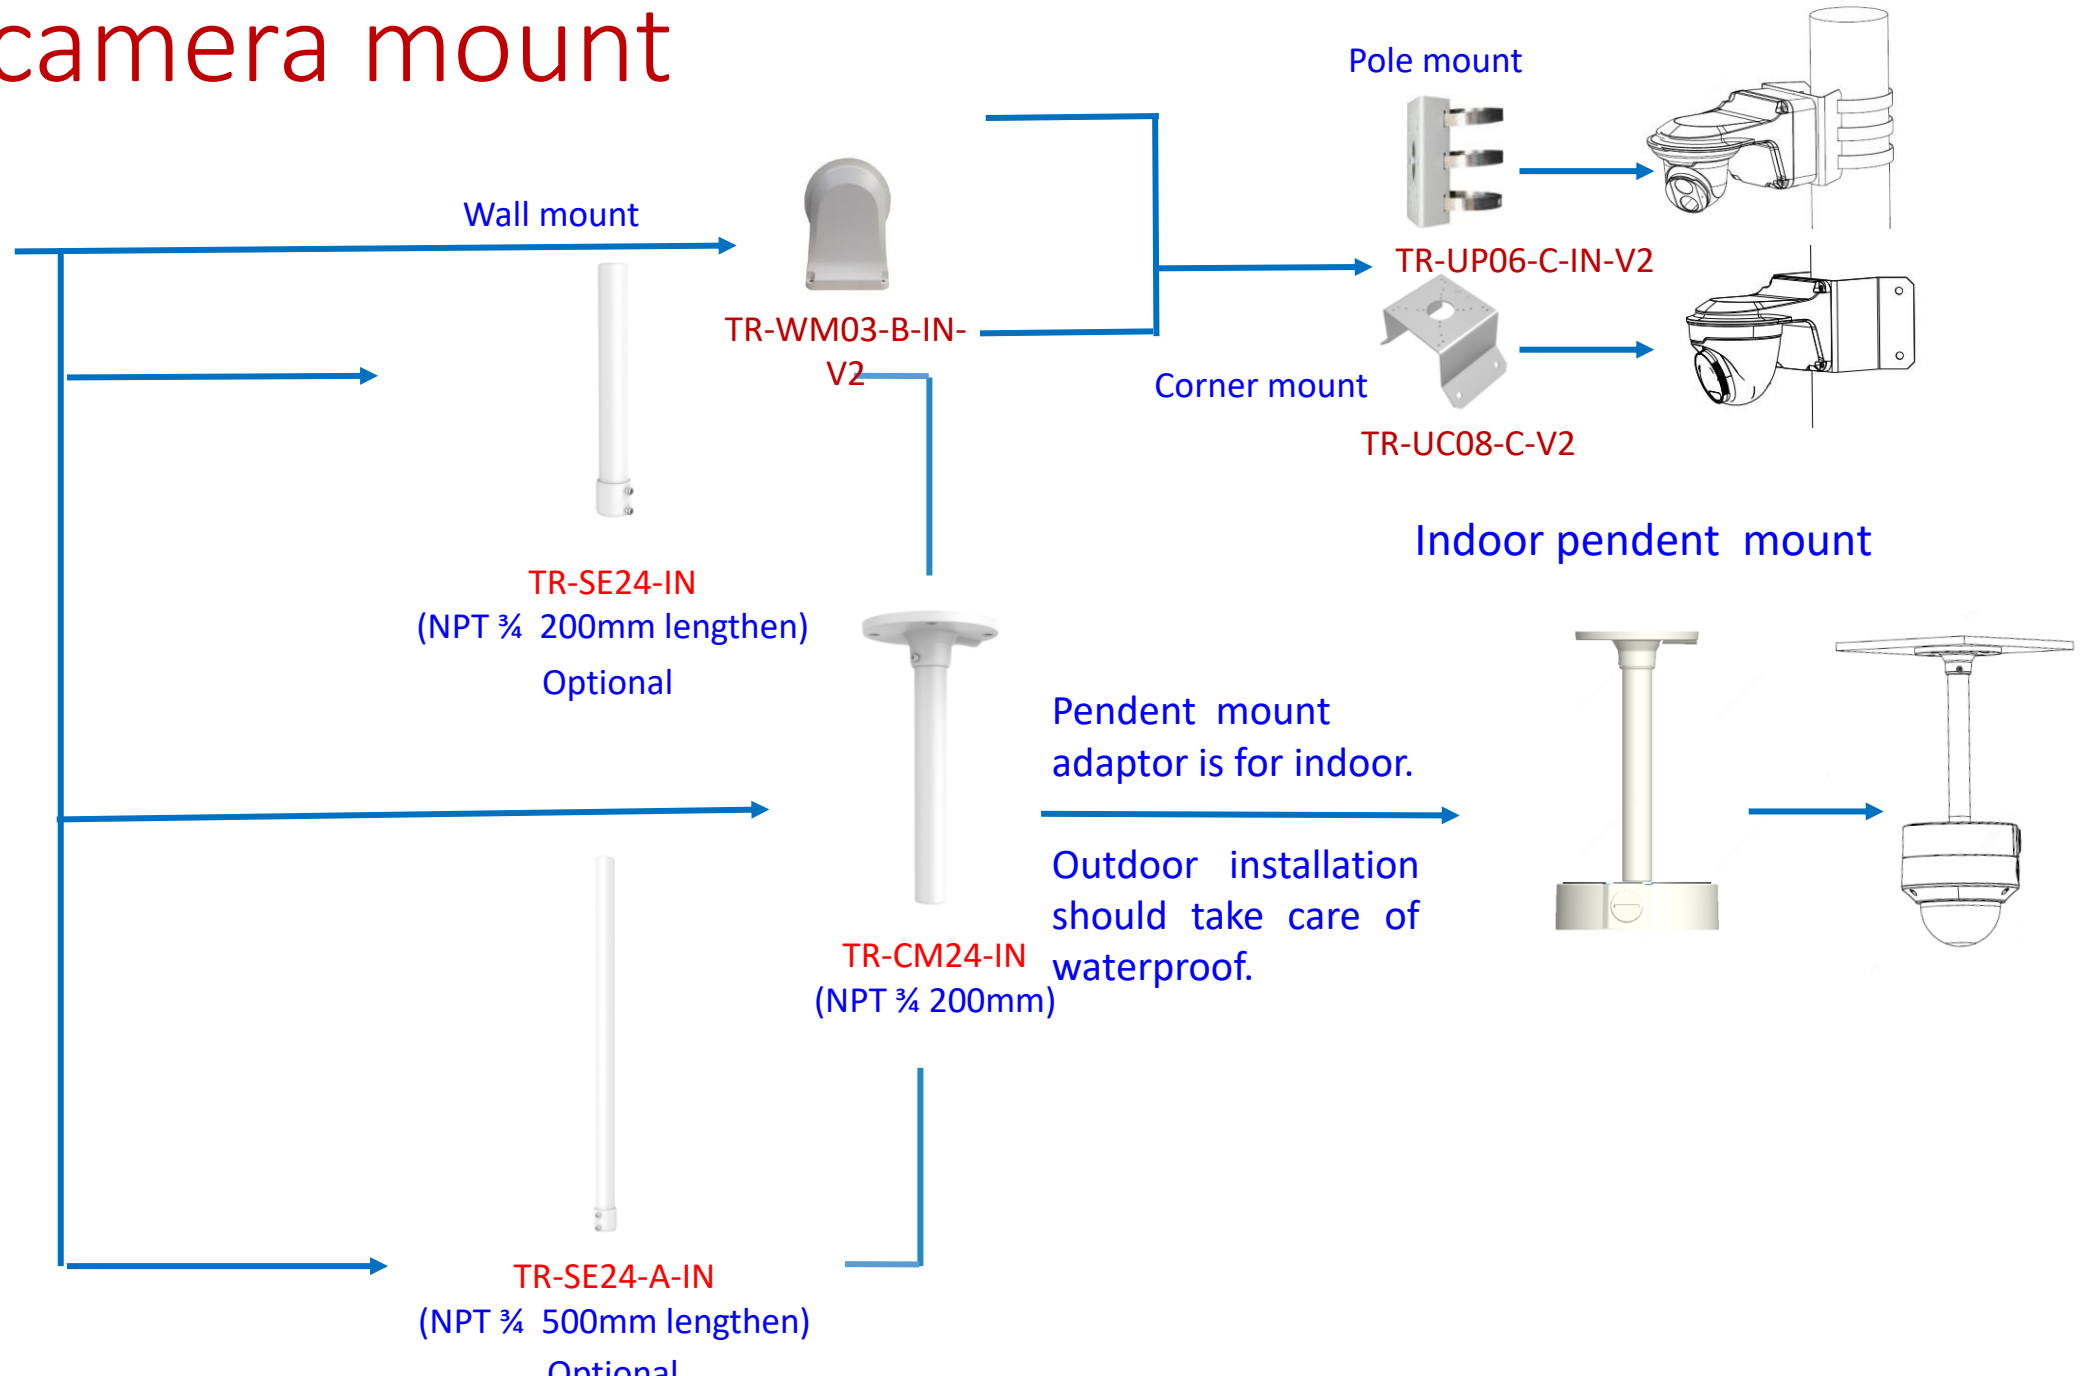 camera mount
Pole mount
Wall mount
TR-UP06-C-IN-V2
TR-WM03-B-IN-
V2
Corner mount
TR-UC08-C-V2
Indoor pendent mount
TR-SE24-IN
(NPT ¾ 200mm lengthen)
Optional
Pendent mount
adaptor is for indoor.
Outdoor installation
should take care of
waterproof.
TR-CM24-IN
(NPT ¾ 200mm)
TR-SE24-A-IN
(NPT ¾ 500mm lengthen)
Optional